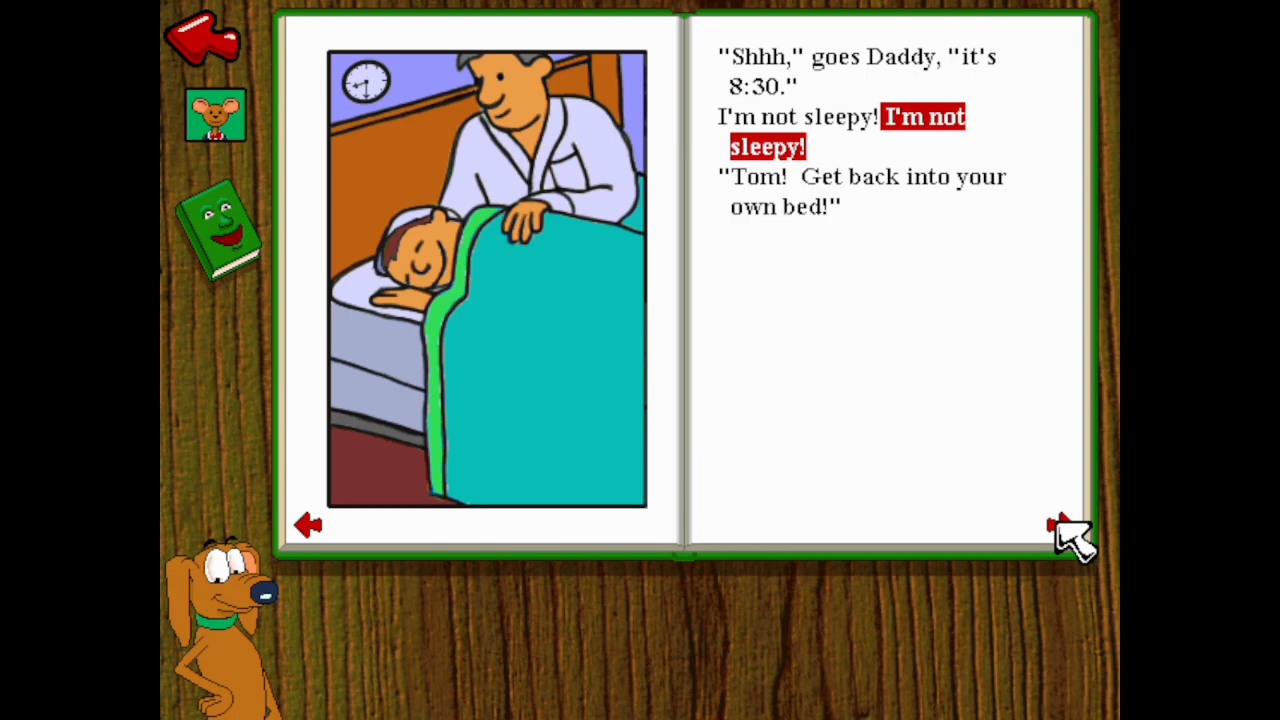 "Shhh," goes Daddy, "it's
8:30."
I'm not sleepy! I'm not
sleepy!
"Tom!  Get back into your
own bed!"